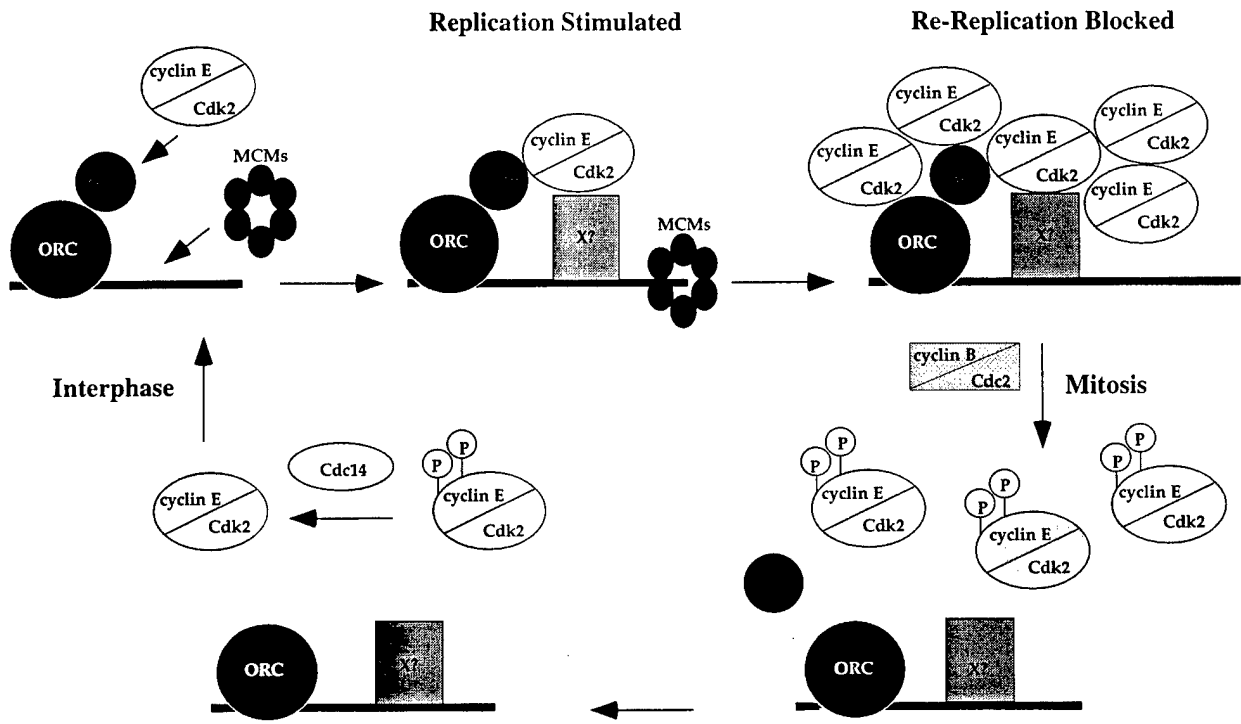 Replication Stimulated
Re-Replication Blocked
cyclin E
Cdk2
MCMs
ORC
cyclin E
Cdk2
X?
ORC
MCMs
cyclin E
Cdk2
cyclin E
Cdk2
cyclin E
Cdk2
cyclin E
Cdk2
cyclin E
Cdk2
X?
ORC
cyclin B
Cdc2
Interphase
Mitosis
cyclin E
Cdk2
Cdc14
P
P
cyclin E
Cdk2
P
P
cyclin E
Cdk2
P
P
cyclin E
Cdk2
P
P
cyclin E
Cdk2
ORC
X?
ORC
X?